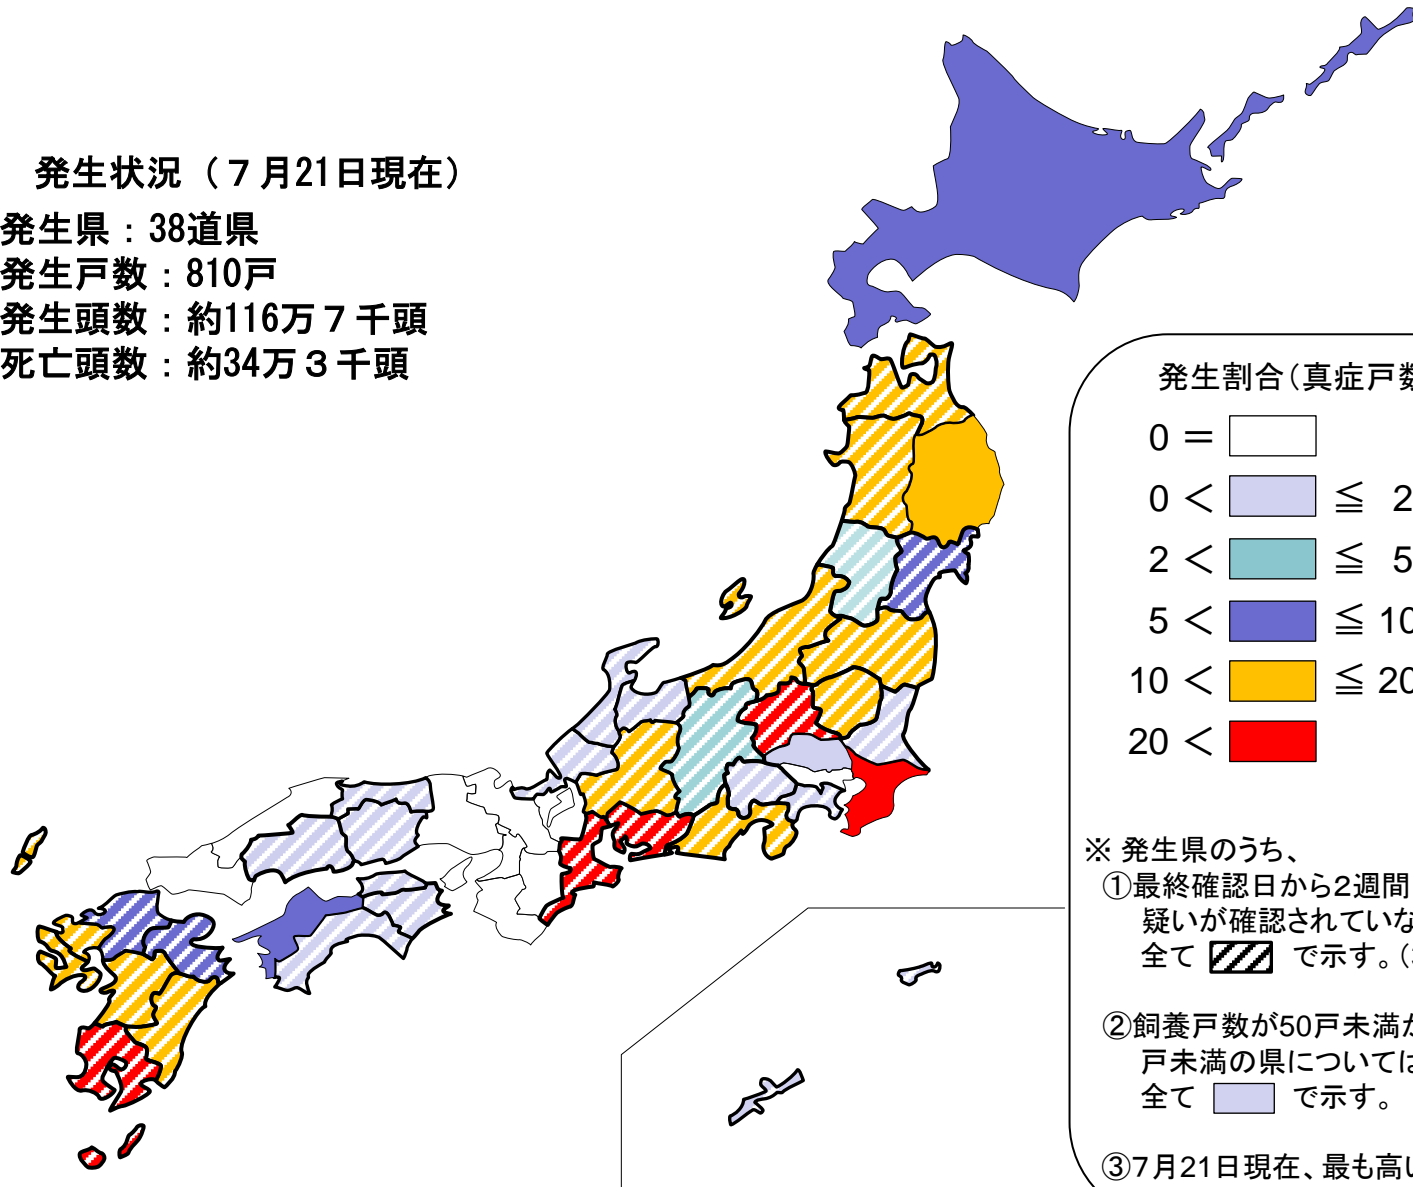 発生状況（７月21日現在）
発生県：38道県
発生戸数：810戸
発生頭数：約116万７千頭
死亡頭数：約34万３千頭
発生割合（真症戸数
0 ＝
0 ＜ ≦ 2
2 ＜ ≦ 5
5 ＜ ≦ 10
10 ＜ ≦ 20
20 ＜
※ 発生県のうち、
①最終確認日から2週間
疑いが確認されていな
全て で示す。（
②飼養戸数が50戸未満か
戸未満の県については
全て で示す。
③7月21日現在、最も高い